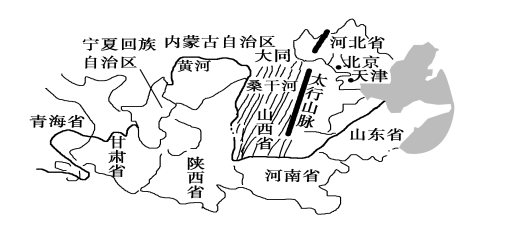 宁夏回族
自治区
内蒙古自治区
大同
河北省
黄河
北京
天津
桑干河
太行山脉
青海省
甘肃省
山西省
山东省
陕西省
河南省